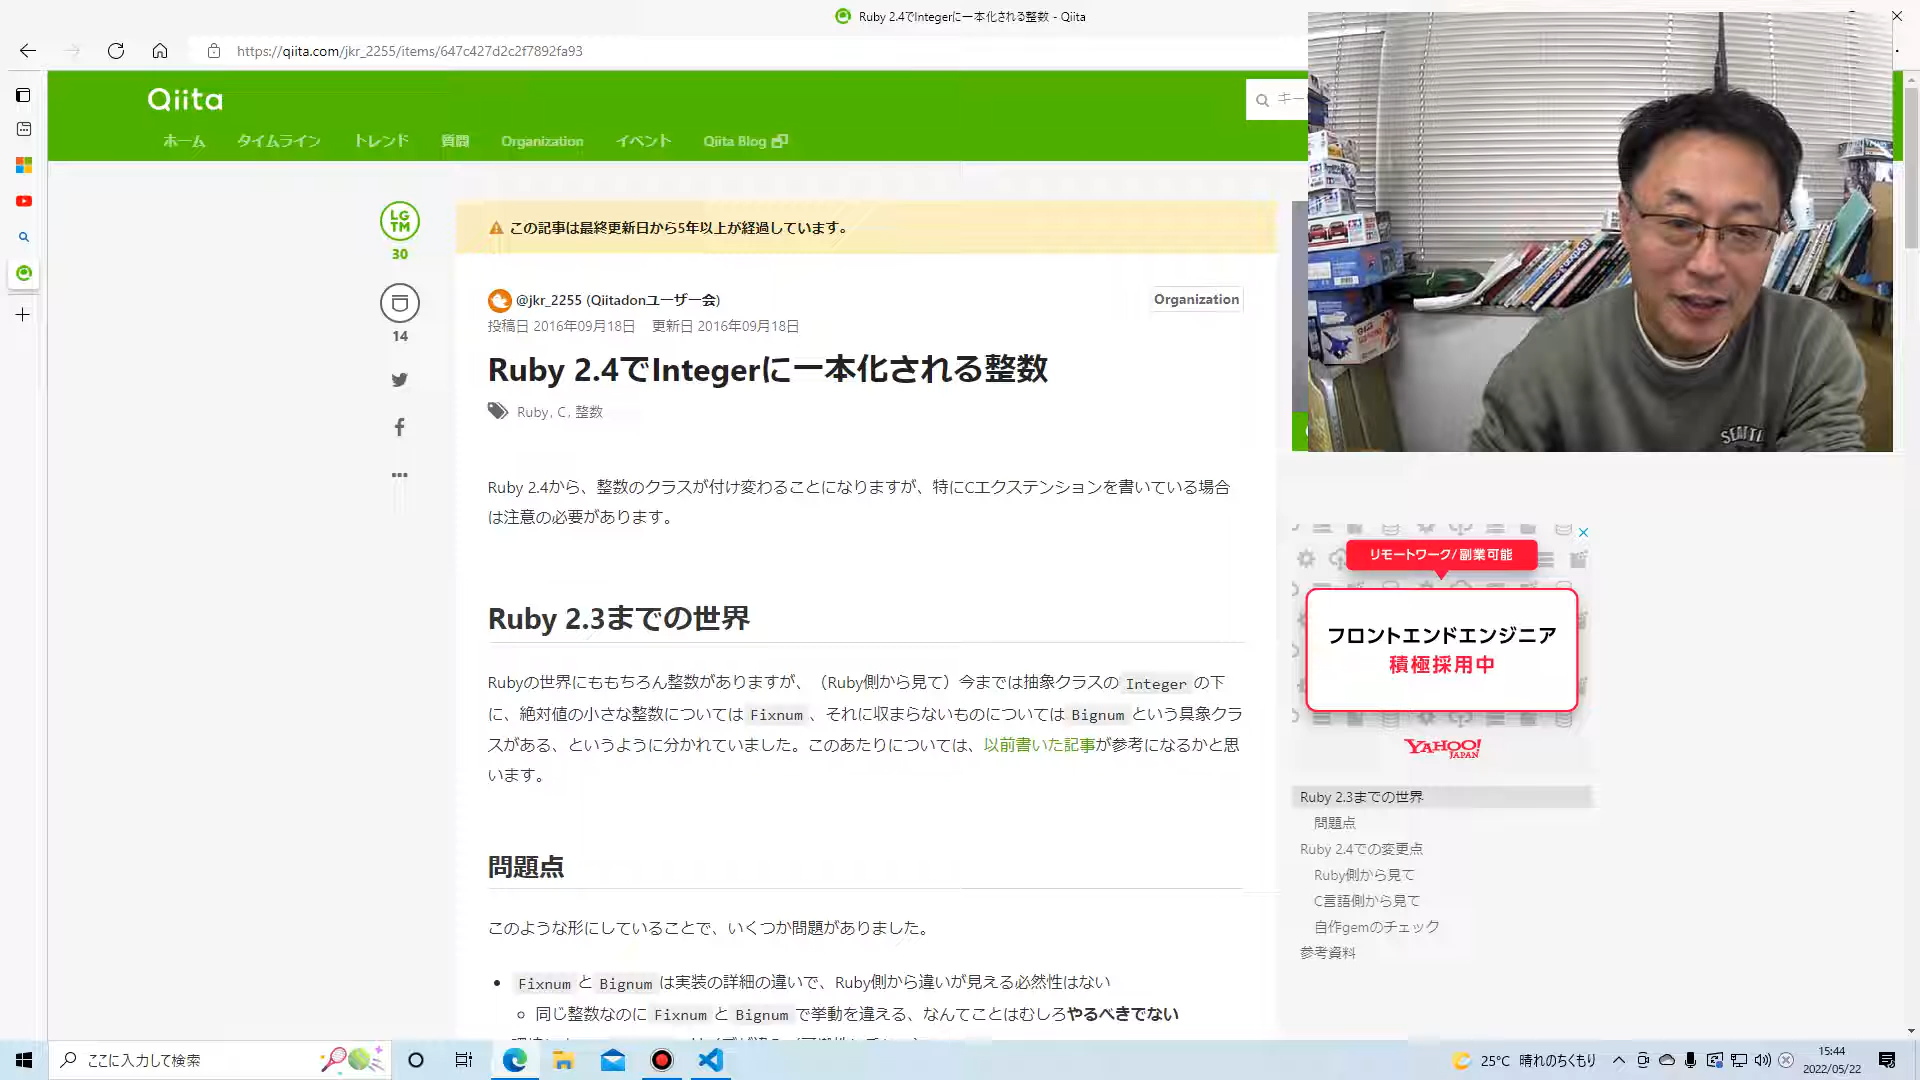 Ruby 2.4でIntegerに一本化される整数 - Qiita
https://qiita.com/jkr_2255/items/647c427d2c2f7892fa93
Qiita
キー
ホーム タイムライン トレンド 質問 Organization イベント Qiita Blog
LG
TM
30
この記事は最終更新日から5年以上が経過しています。
@jkr_2255 (Qiitadonユーザー会)
Organization
投稿日 2016年09月18日 更新日 2016年09月18日
14
Ruby 2.4でIntegerに一本化される整数
Ruby, C, 整数
SEATTLE
Ruby 2.4から、整数のクラスが付け変わることになりますが、特にCエクステンションを書いている場合
は注意の必要があります。
Ruby 2.3までの世界
Rubyの世界にももちろん整数がありますが、（Ruby側から見て）今までは抽象クラスの Integer の下
に、絶対値の小さな整数については Fixnum 、それに収まらないものについては Bignum という具象クラ
スがある、というように分かれていました。このあたりについては、以前書いた記事が参考になるかと思
います。
問題点
このような形にしていることで、いくつか問題がありました。
Fixnum と Bignum は実装の詳細の違いで、Ruby側から違いが見える必然性はない
同じ整数なのに Fixnum と Bignum で挙動を違える、なんてことはむしろやるべきでない
リモートワーク/副業可能
フロントエンドエンジニア
積極採用中
YAHOO!
JAPAN
Ruby 2.3までの世界
問題点
Ruby 2.4での変更点
Ruby側から見て
C言語側から見て
自作gemのチェック
参考資料
ここに入力して検索
25°C 晴れのちくもり
15:44
2022/05/22